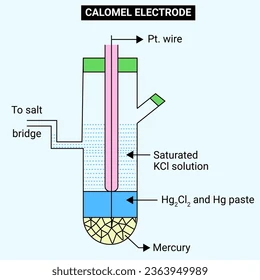 CALOMEL ELECTRODE
Pt. wire
To salt
bridge
Saturated
KCl solution
Hg₂Cl₂ and Hg paste
Mercury
shutterstock.com · 2363949989